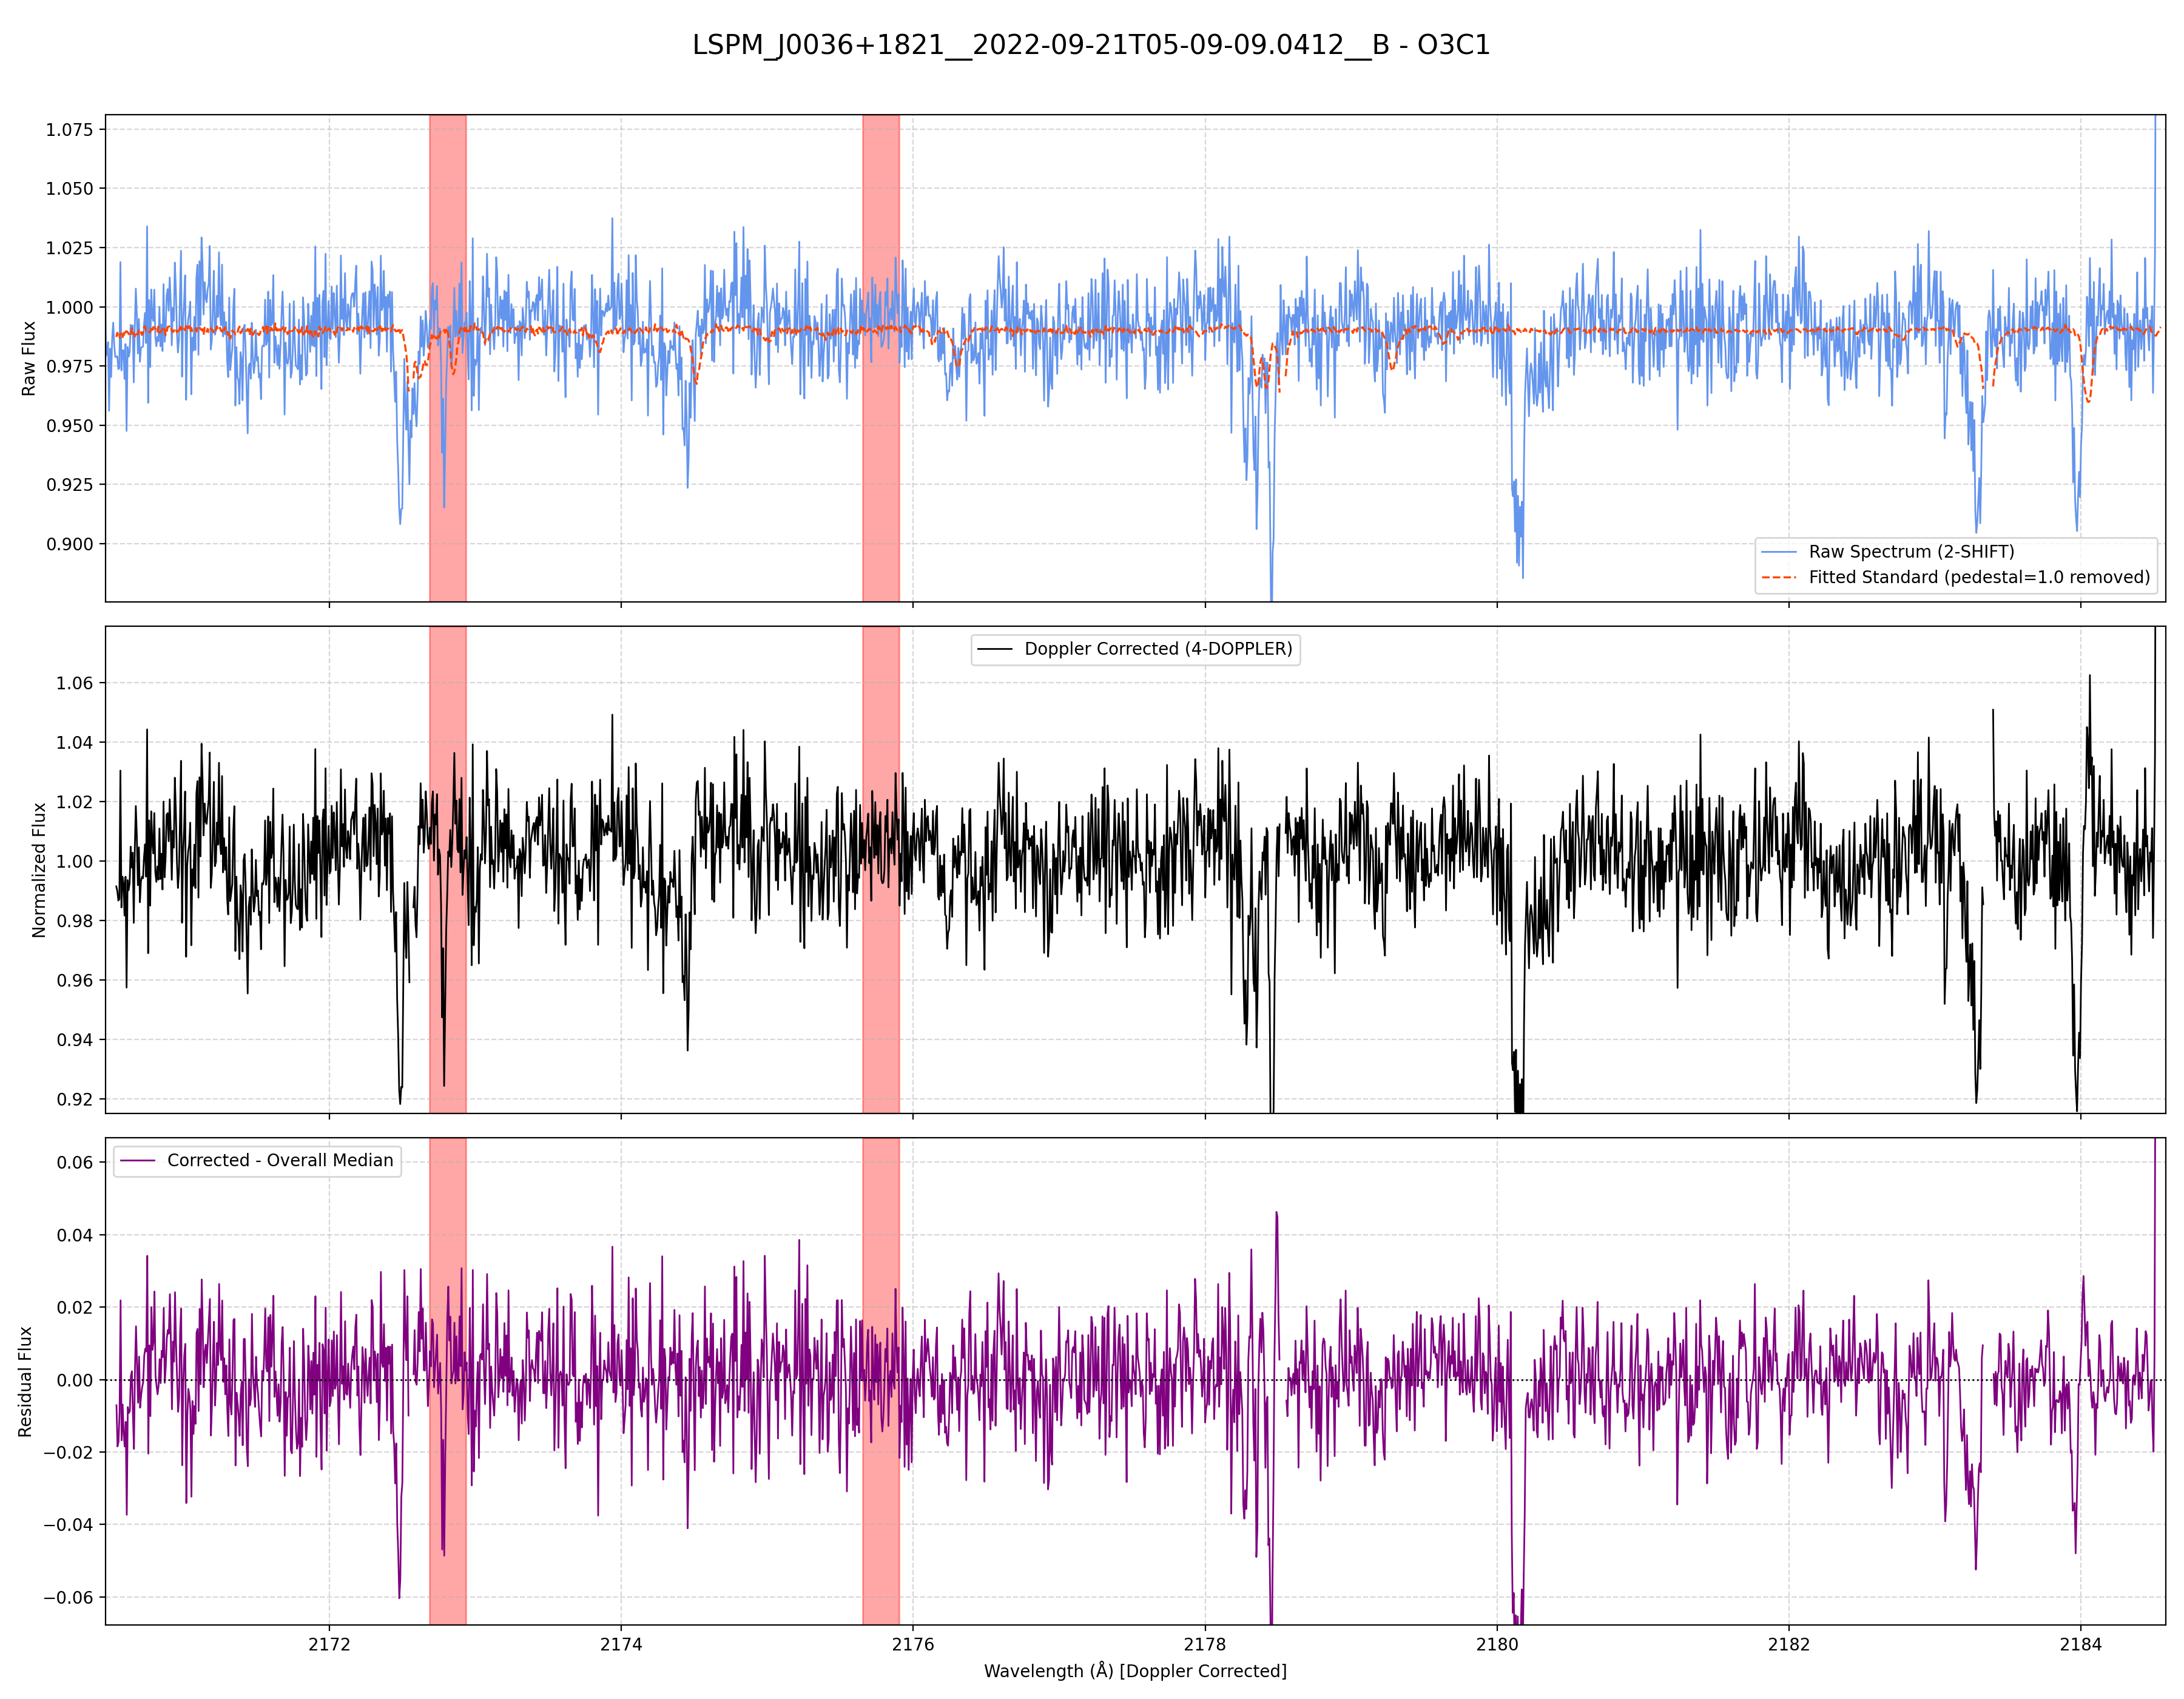 LSPM_J0036+1821__2022-09-21T05-09-09.0412__B - O3C1
1.075
1.050
1.025
1.000
0.975
0.950
0.925
0.900
Raw Flux
Raw Spectrum (2-SHIFT)
Fitted Standard (pedestal=1.0 removed)
Doppler Corrected (4-DOPPLER)
1.06
1.04
1.02
1.00
0.98
0.96
0.94
0.92
Normalized Flux
Corrected - Overall Median
0.06
0.04
0.02
0.00
−0.02
−0.04
−0.06
Residual Flux
2172 2174 2176 2178 2180 2182 2184
Wavelength (Å) [Doppler Corrected]